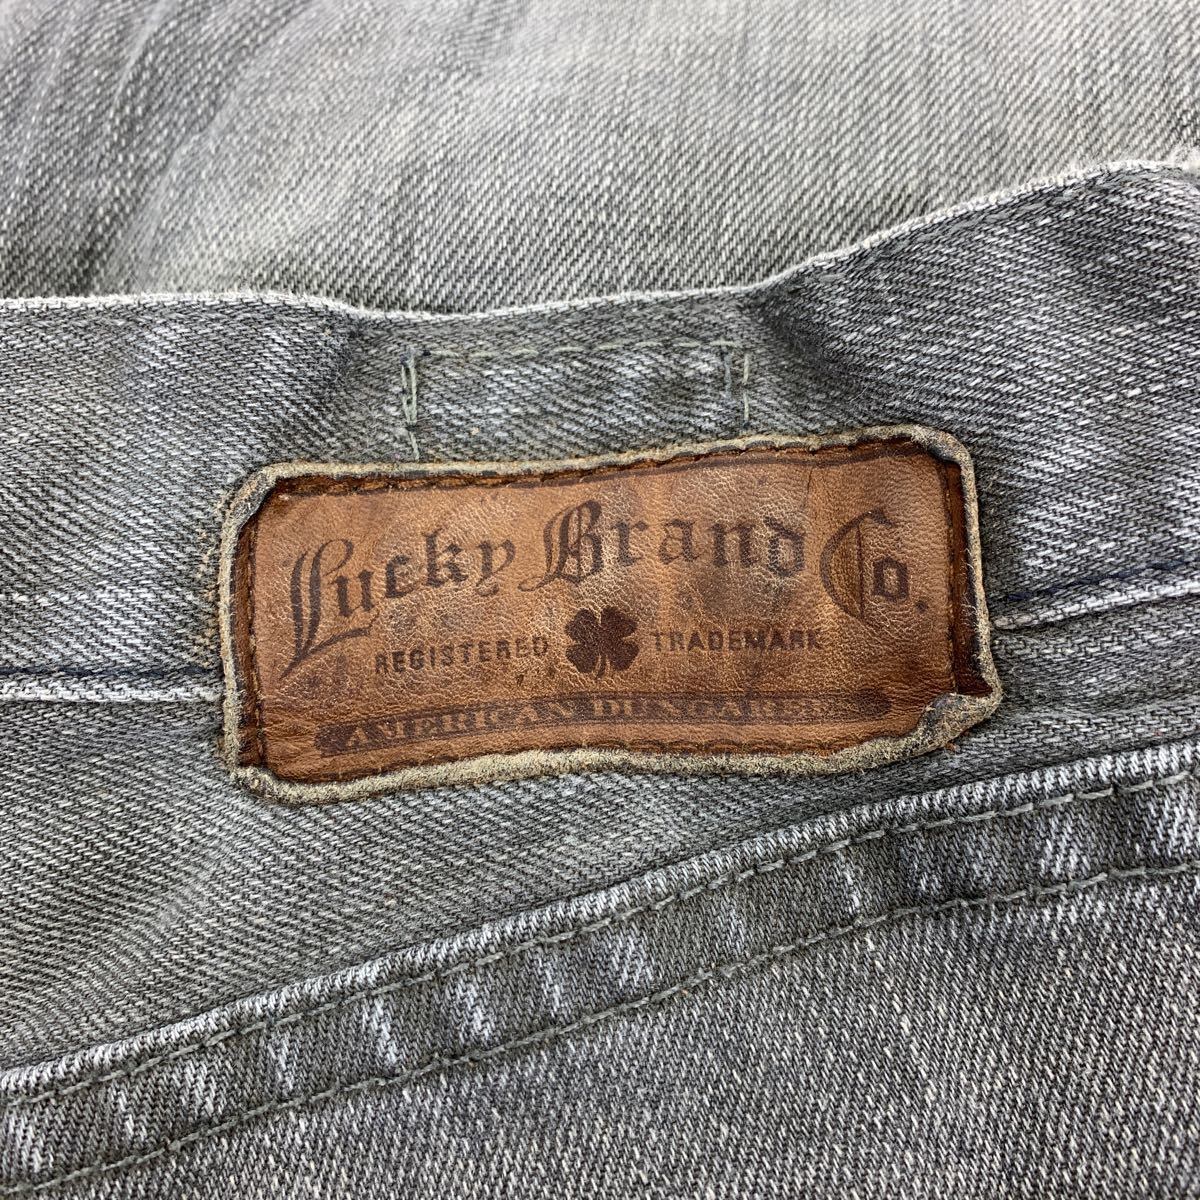 Lucky Brand Co.
REGISTERED TRADEMARK
AMERICAN DUNGAREES